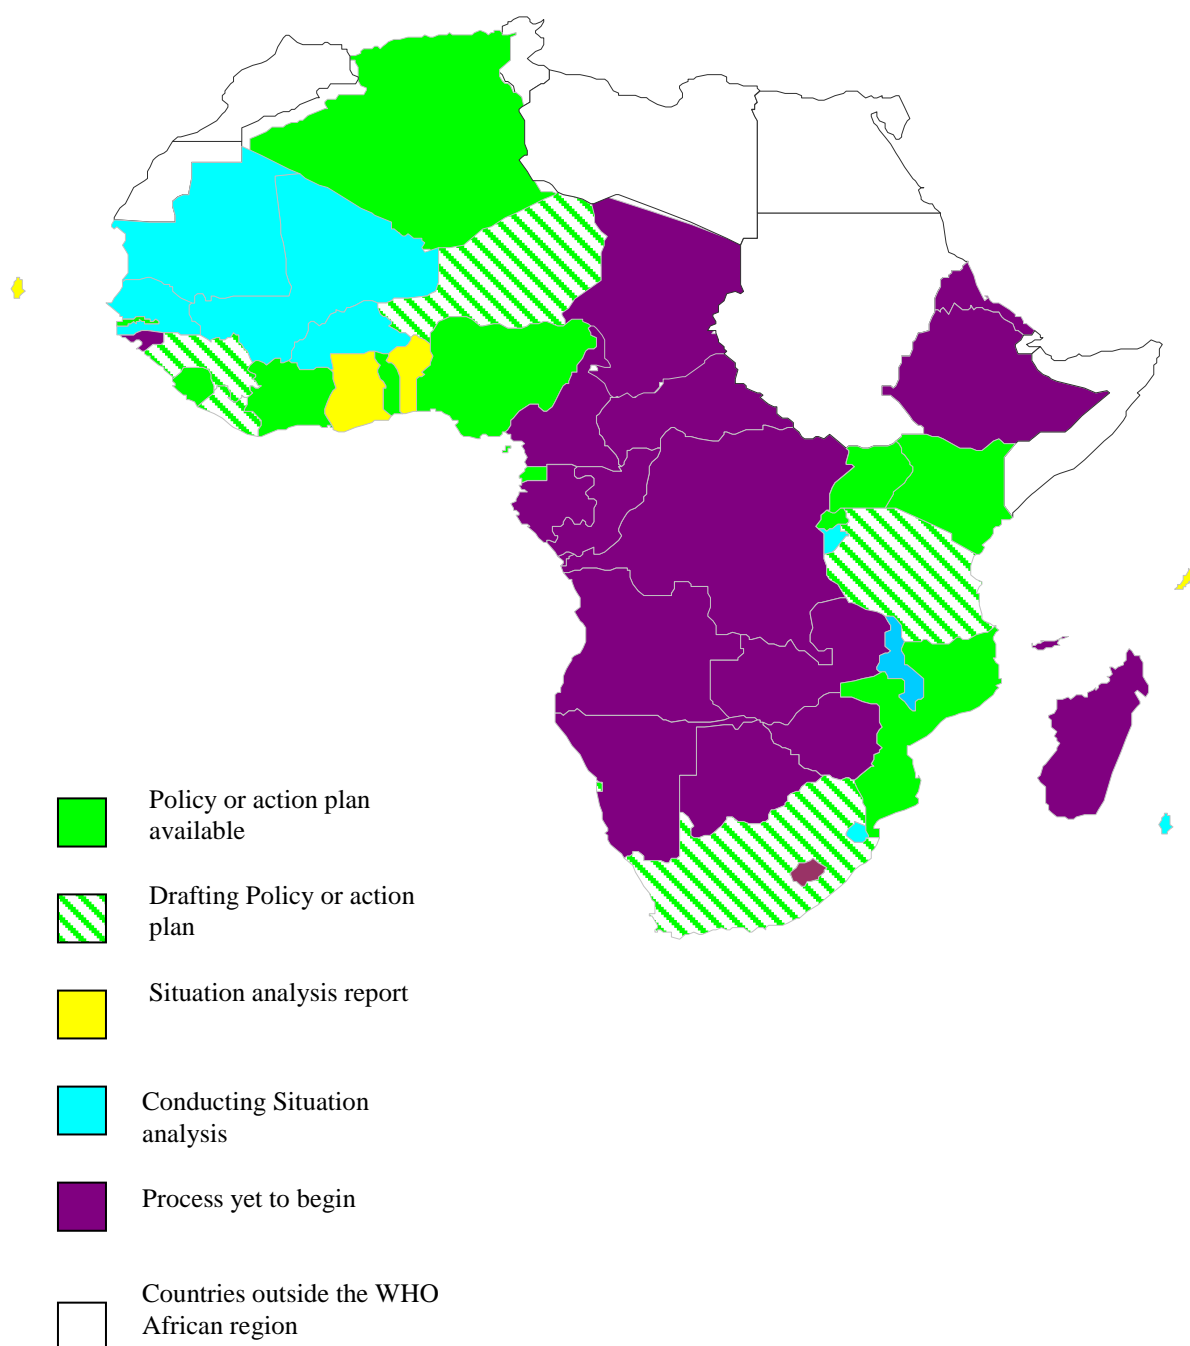 Policy or action plan
available
Drafting Policy or action
plan
Situation analysis report
Conducting Situation
analysis
Process yet to begin
Countries outside the WHO
African region